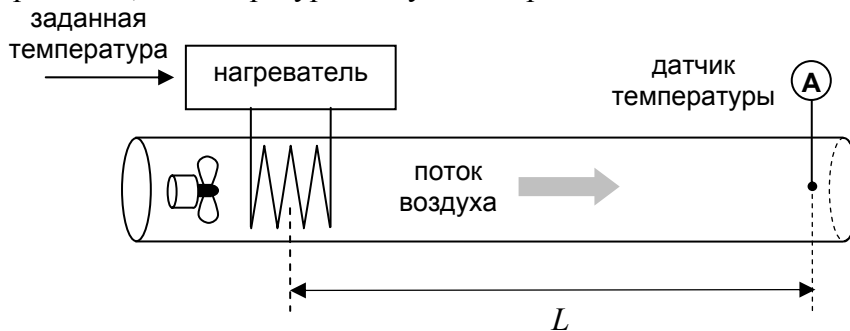 заданная
температура
нагреватель
датчик
температуры
A
поток
воздуха
L